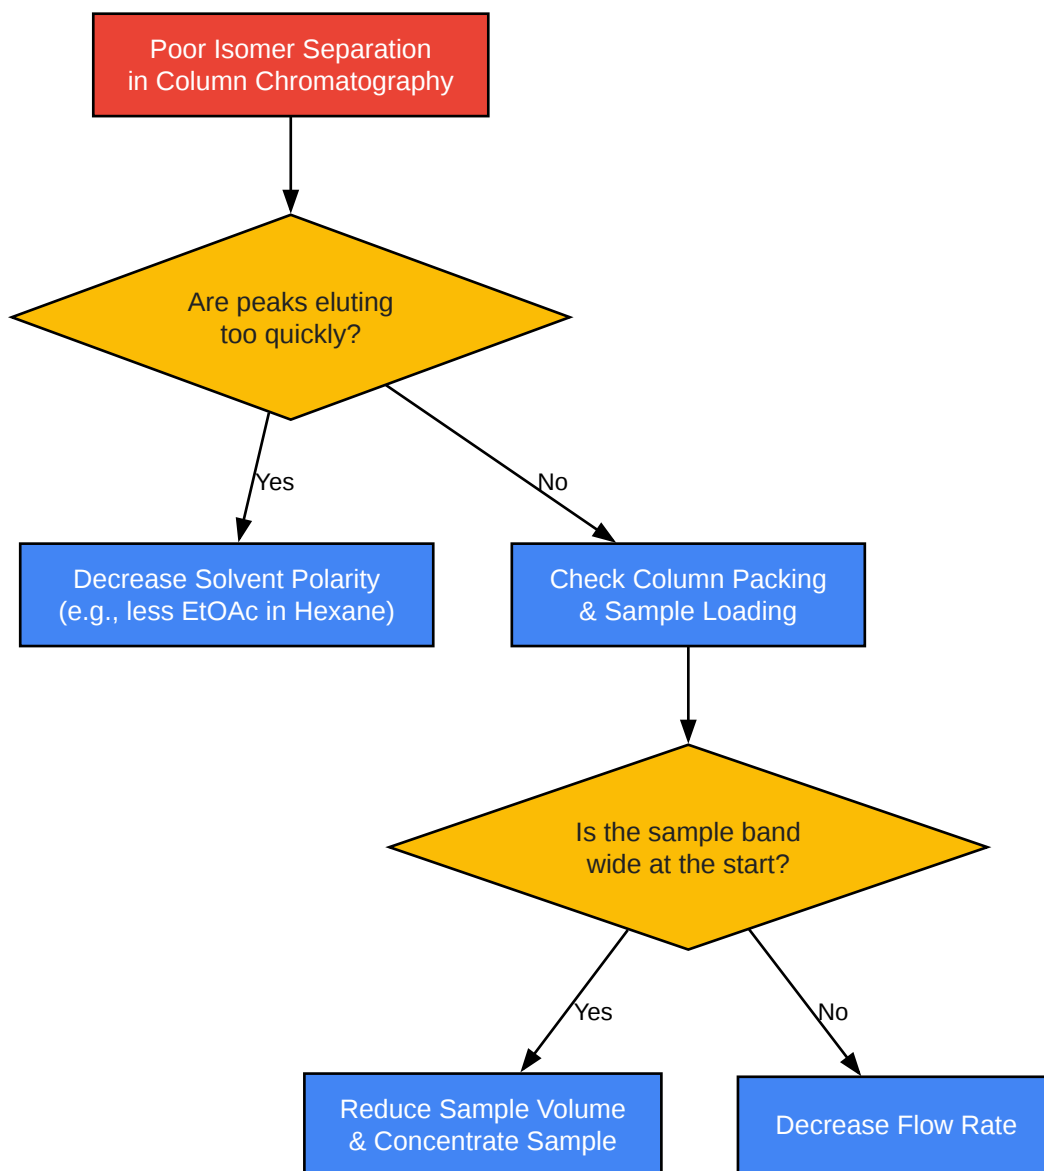 Poor Isomer Separation
in Column Chromatography
Are peaks eluting
too quickly?
Yes
No
Decrease Solvent Polarity
(e.g., less EtOAc in Hexane)
Check Column Packing
& Sample Loading
Is the sample band
wide at the start?
Yes
No
Reduce Sample Volume
& Concentrate Sample
Decrease Flow Rate